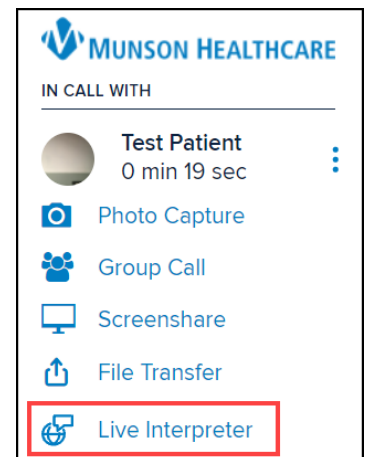 MUNSON HEALTHCARE
IN CALL WITH
Test Patient
0 min 19 sec
Photo Capture
Group Call
Screenshare
File Transfer
Live Interpreter